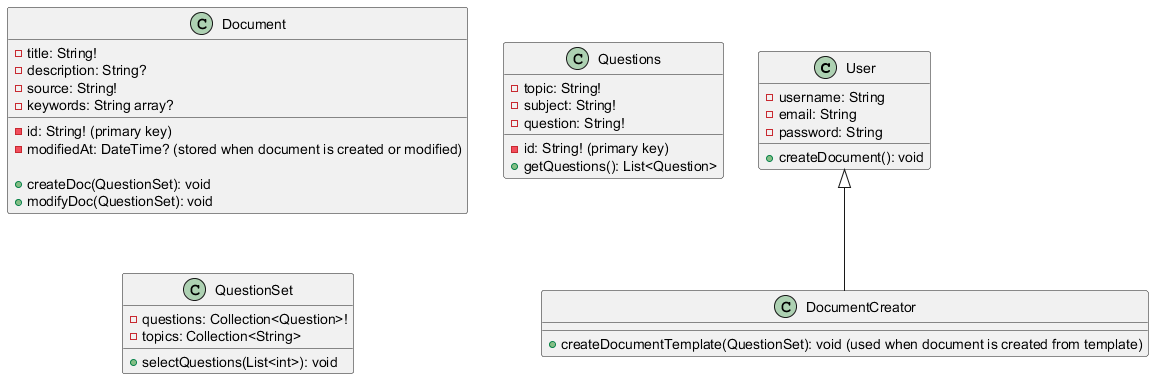 C Document
title: String!
description: String?
source: String!
keywords: String array?
id: String! (primary key)
modifiedAt: DateTime? (stored when document is created or modified)
createDoc(QuestionSet): void
modifyDoc(QuestionSet): void
C Questions
topic: String!
subject: String!
question: String!
id: String! (primary key)
getQuestions(): List<Question>
C User
username: String
email: String
password: String
createDocument(): void
C QuestionSet
questions: Collection<Question>!
topics: Collection<String>
selectQuestions(List<int>): void
C DocumentCreator
createDocumentTemplate(QuestionSet): void (used when document is created from template)